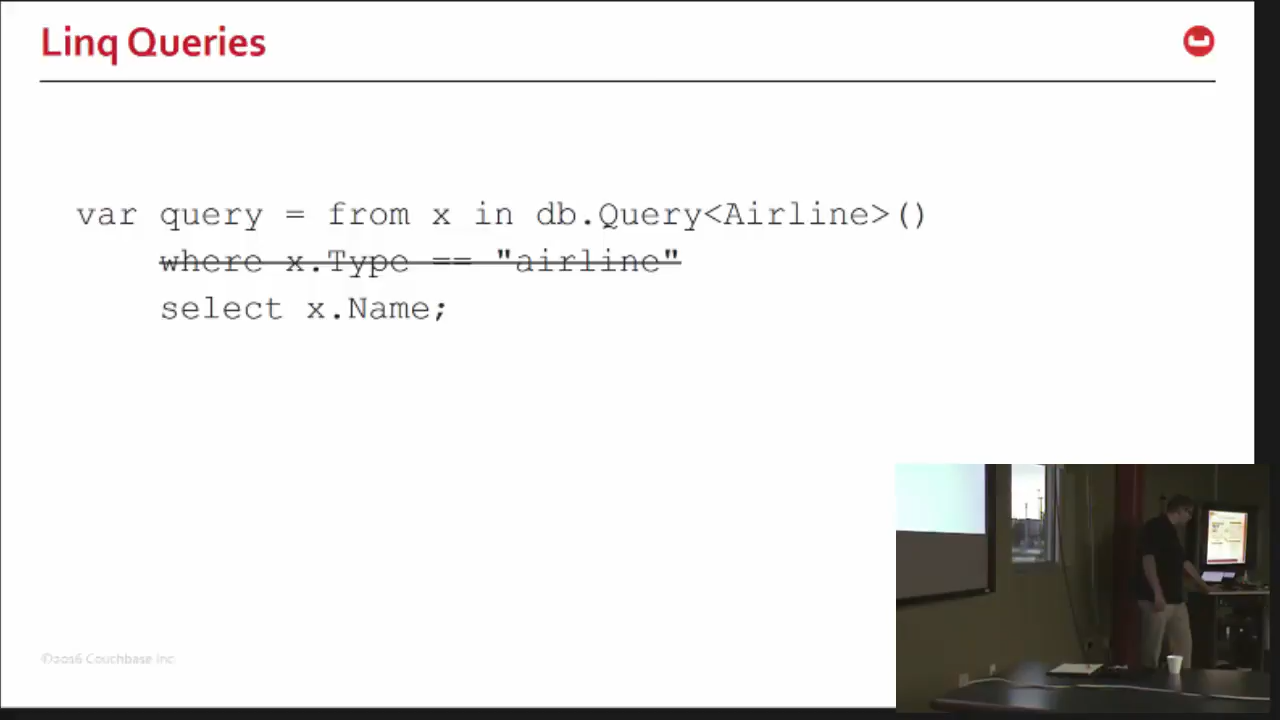 Linq Queries
var query = from x in db.Query<Airline>()
where x.Type == "airline"
select x.Name;
©2016 Couchbase Inc.